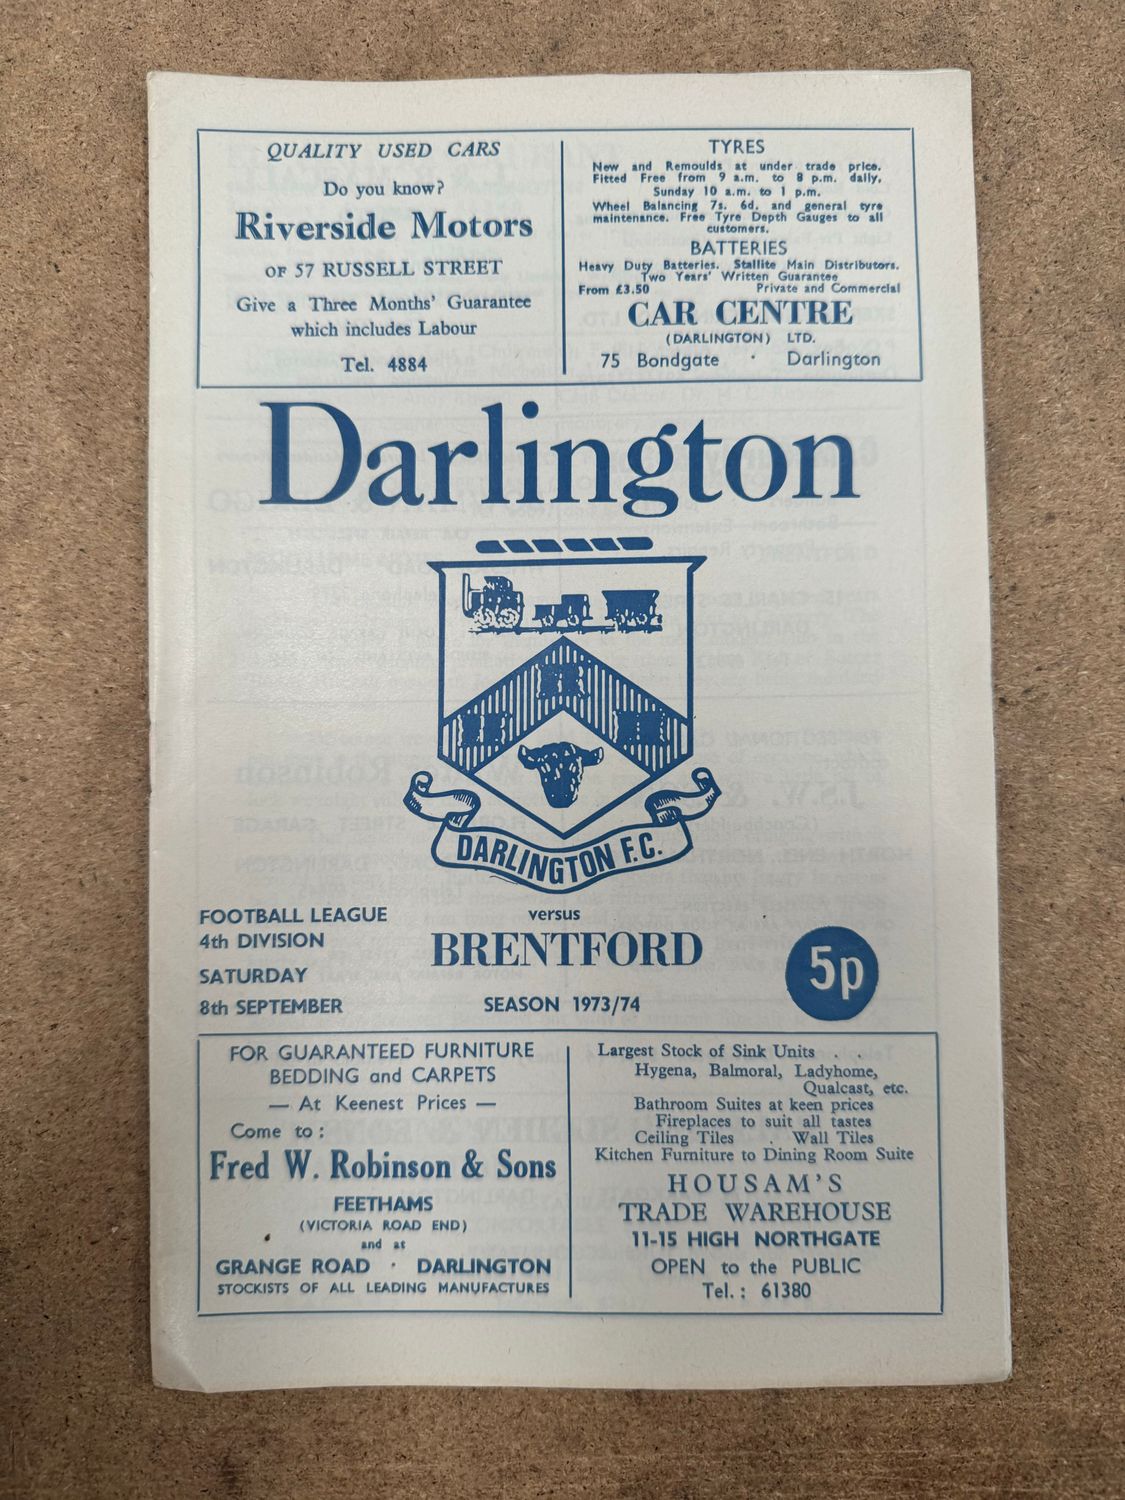 QUALITY USED CARS
Do you know?
Riverside Motors
OF 57 RUSSELL STREET
Give a Three Months' Guarantee
which includes Labour
Tel. 4884
TYRES
New and Remoulds at under trade price.
Fitted Free from 9 a.m. to 8 p.m. daily,
Sunday 10 a.m. to 1 p.m.
Wheel Balancing 7s. 6d. and general tyre
maintenance. Free Tyre Depth Gauges to all
customers.
BATTERIES
Heavy Duty Batteries. Stallite Main Distributors.
Two Years' Written Guarantee
From £3.50 Private and Commercial
CAR CENTRE
(DARLINGTON) LTD.
75 Bondgate · Darlington
Darlington
DARLINGTON F.C.
FOOTBALL LEAGUE
4th DIVISION
SATURDAY
8th SEPTEMBER
versus
BRENTFORD
SEASON 1973/74
5p
FOR GUARANTEED FURNITURE
BEDDING and CARPETS
— At Keenest Prices —
Come to:
Fred W. Robinson & Sons
FEETHAMS
(VICTORIA ROAD END)
and at
GRANGE ROAD · DARLINGTON
STOCKISTS OF ALL LEADING MANUFACTURES
Largest Stock of Sink Units . .
Hygena, Balmoral, Ladyhome,
Qualcast, etc.
Bathroom Suites at keen prices
Fireplaces to suit all tastes
Ceiling Tiles . Wall Tiles
Kitchen Furniture to Dining Room Suite
HOUSAM'S
TRADE WAREHOUSE
11-15 HIGH NORTHGATE
OPEN to the PUBLIC
Tel.: 61380